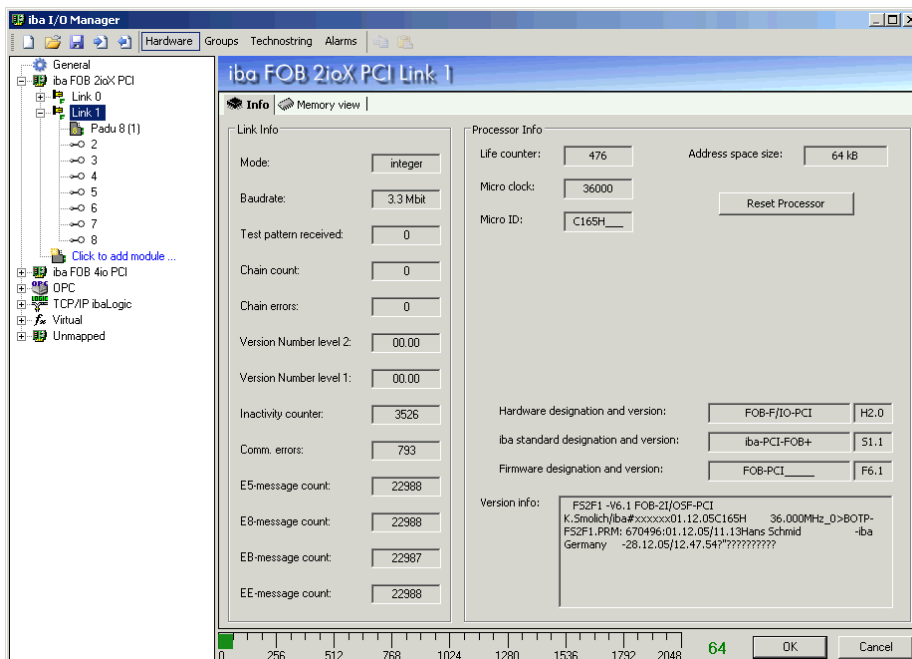 iba I/O Manager
Hardware Groups Technostring Alarms
General
iba FOB 2ioX PCI
Link 0
Link 1
Padu 8 (1)
2
3
4
5
6
7
8
Click to add module ...
iba FOB 4io PCI
OPC
TCP/IP ibaLogic
Virtual
Unmapped
iba FOB 2ioX PCI Link 1
Info Memory view
Link Info
Mode: integer
Baudrate: 3.3 Mbit
Test pattern received: 0
Chain count: 0
Chain errors: 0
Version Number level 2: 00.00
Version Number level 1: 00.00
Inactivity counter: 3526
Comm. errors: 793
E5-message count: 22988
E8-message count: 22988
EB-message count: 22987
EE-message count: 22988
Processor Info
Life counter: 476 Address space size: 64 kB
Micro clock: 36000
Reset Processor
Micro ID: C165H___
Hardware designation and version: FOB-F/IO-PCI H2.0
iba standard designation and version: iba-PCI-FOB+ S1.1
Firmware designation and version: FOB-PCI_____ F6.1
Version info: FS2F1 -V6.1 FOB-2I/OSF-PCI
K.Smolich/iba#xxxxxx01.12.05C165H 36.000MHz_0>BOTP-
FS2F1.PRM: 670496:01.12.05/11.13Hans Schmid -iba
Germany -28.12.05/12.47.54?"??????????
0 256 512 768 1024 1280 1536 1792 2048
64 OK Cancel